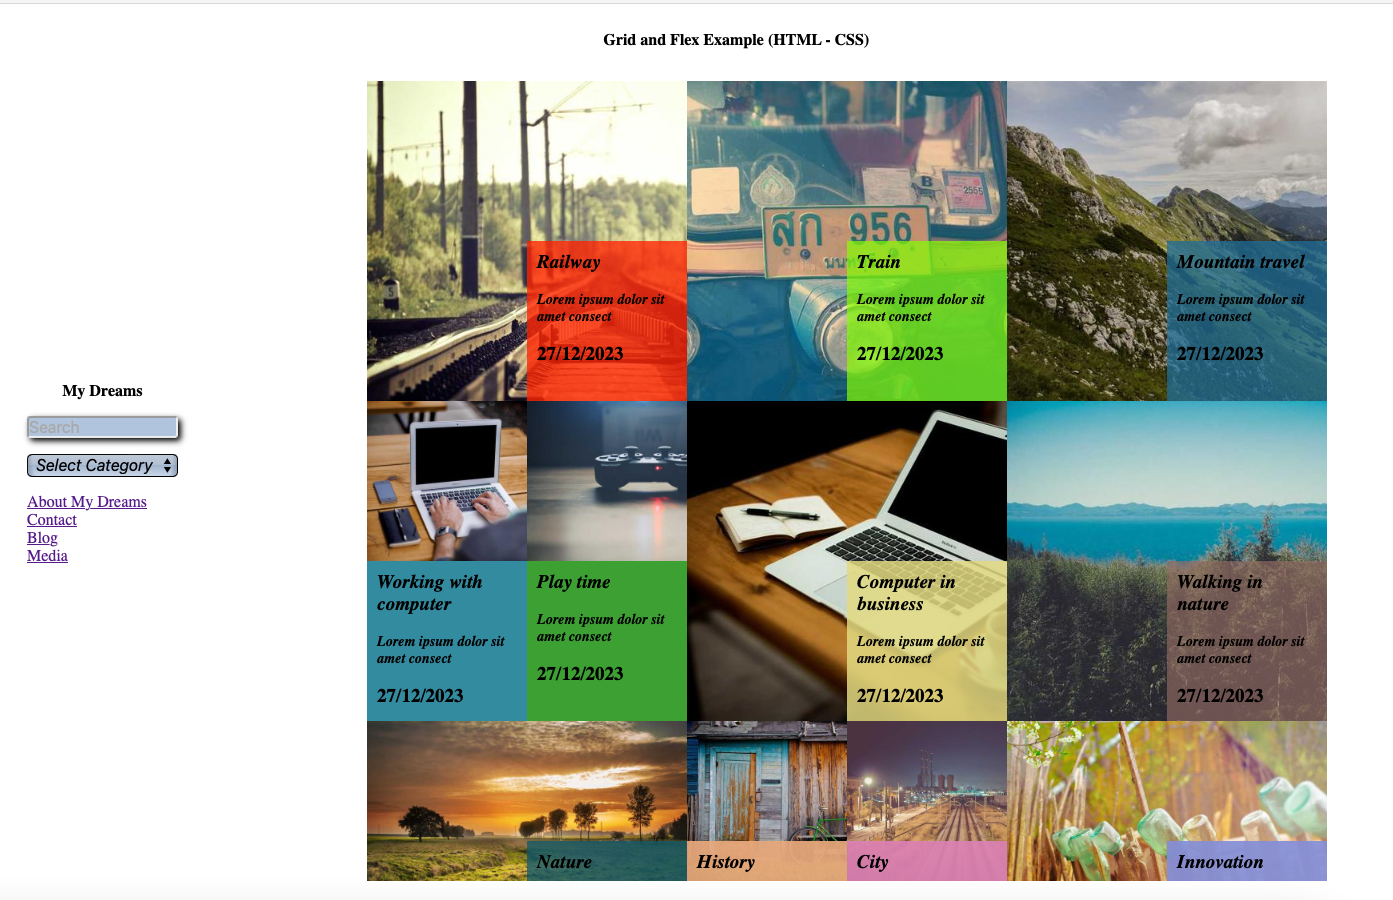 Grid and Flex Example (HTML - CSS)
My Dreams
Search
Select Category
About My Dreams
Contact
Blog
Media
สก 956
B
2555
Railway
Lorem ipsum dolor sit
amet consect
27/12/2023
Train
Lorem ipsum dolor sit
amet consect
27/12/2023
Mountain travel
Lorem ipsum dolor sit
amet consect
27/12/2023
Working with
computer
Lorem ipsum dolor sit
amet consect
27/12/2023
Play time
Lorem ipsum dolor sit
amet consect
27/12/2023
Computer in
business
Lorem ipsum dolor sit
amet consect
27/12/2023
Walking in
nature
Lorem ipsum dolor sit
amet consect
27/12/2023
Nature
History
City
Innovation